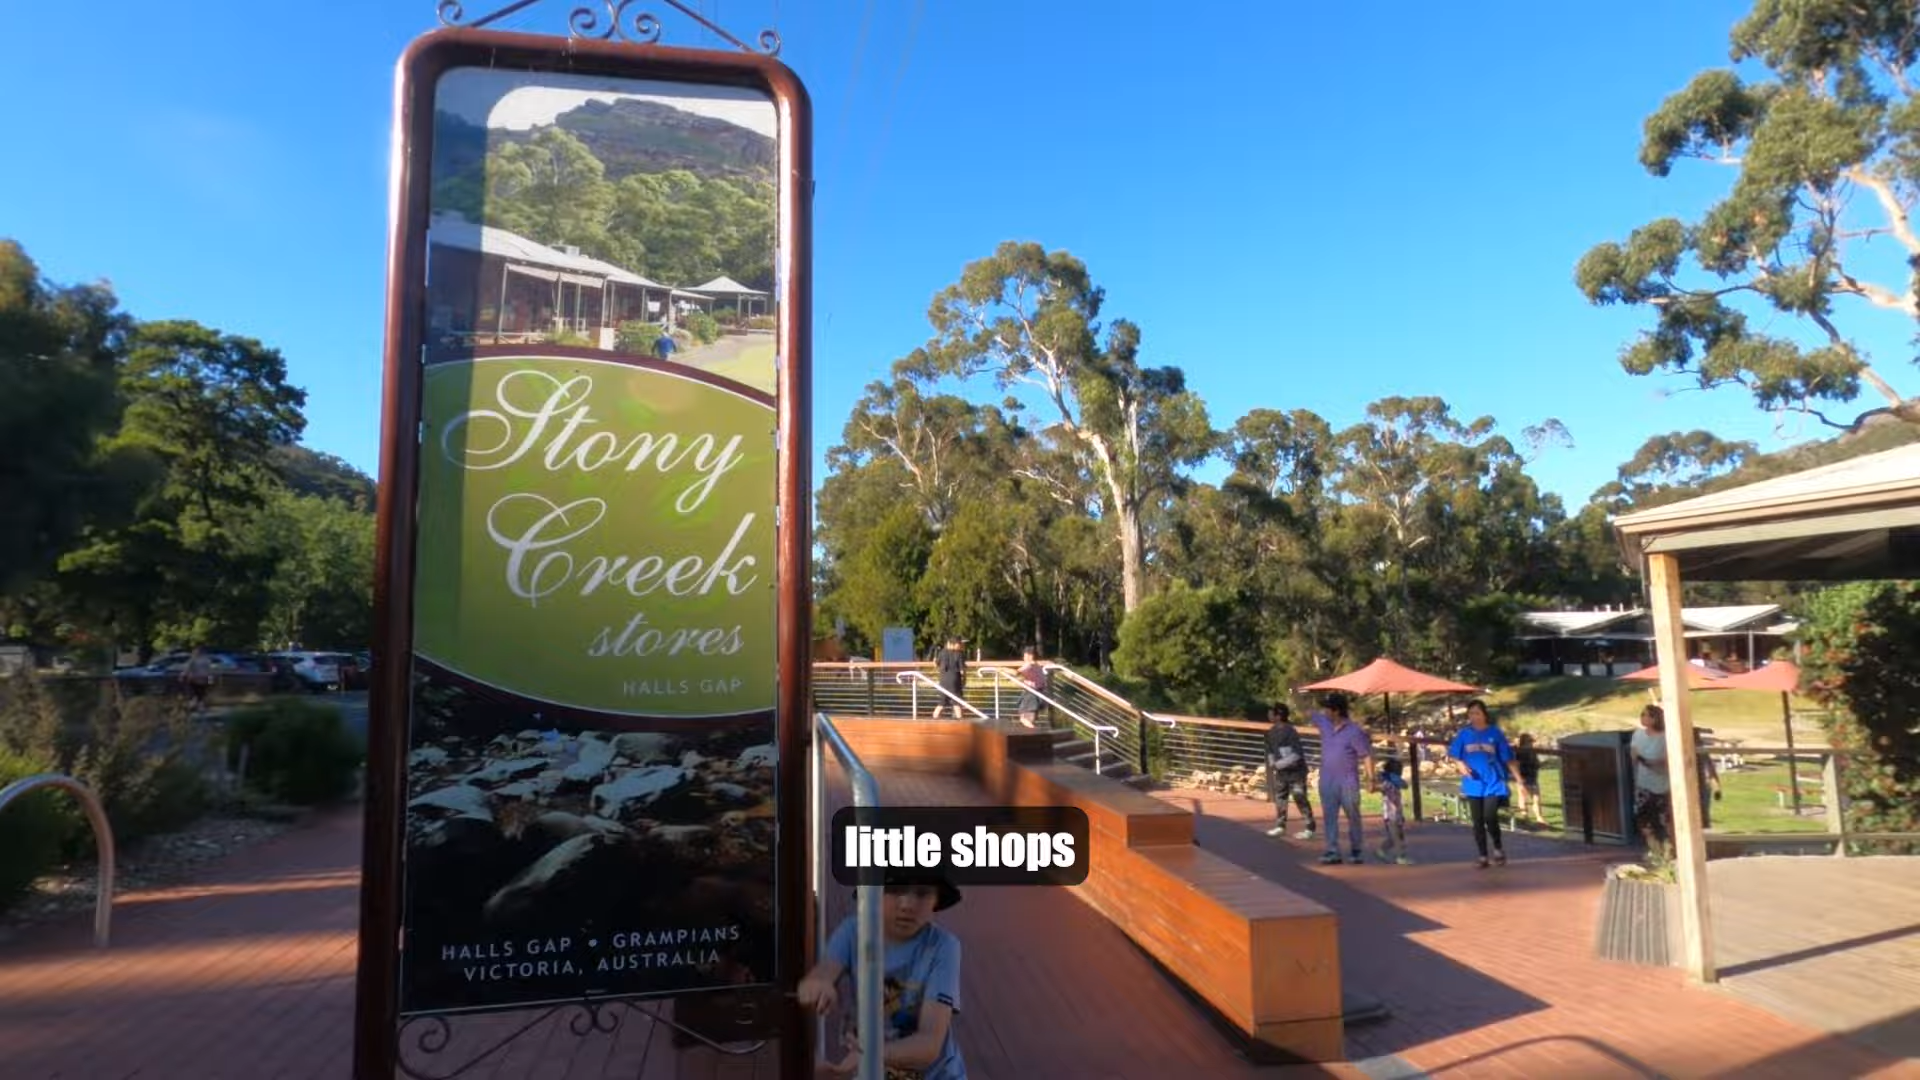 Stony
Creek
stores
HALLS GAP
HALLS GAP • GRAMPIANS
VICTORIA, AUSTRALIA
little shops